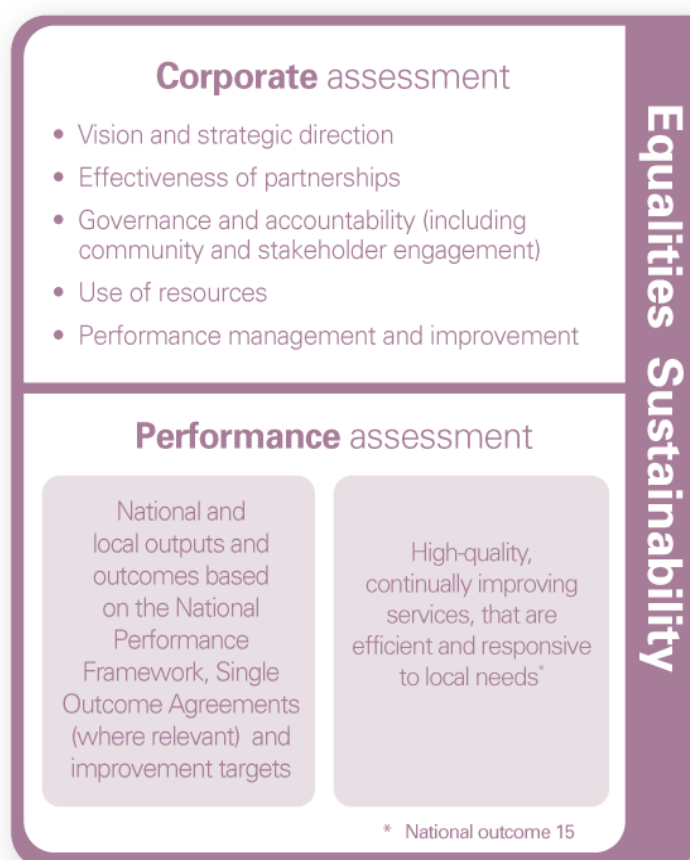 Corporate assessment
• Vision and strategic direction
• Effectiveness of partnerships
• Governance and accountability (including
community and stakeholder engagement)
• Use of resources
• Performance management and improvement
Performance assessment
National and
local outputs and
outcomes based
on the National
Performance
Framework, Single
Outcome Agreements
(where relevant) and
improvement targets
High-quality,
continually improving
services, that are
efficient and responsive
to local needs*
* National outcome 15
Equalities Sustainability